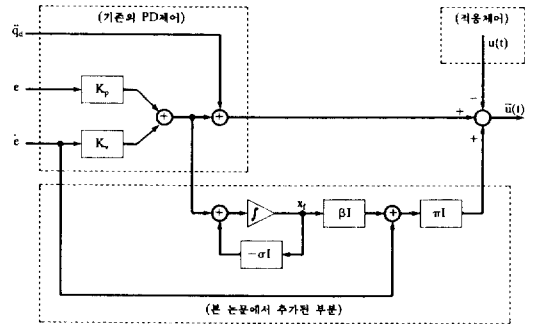 (기존의 PD제어)
(적응제어)
q̈d
u(t)
e
Kp
−
+
ū(t)
+
+
ė
Kv
+
+
∫
xf
βI
+
πI
−σI
(본 논문에서 추가된 부분)